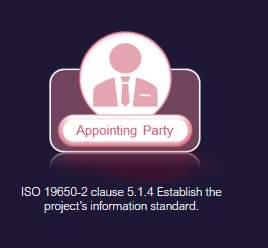 Appointing Party
ISO 19650-2 clause 5.1.4 Establish the
project's information standard.